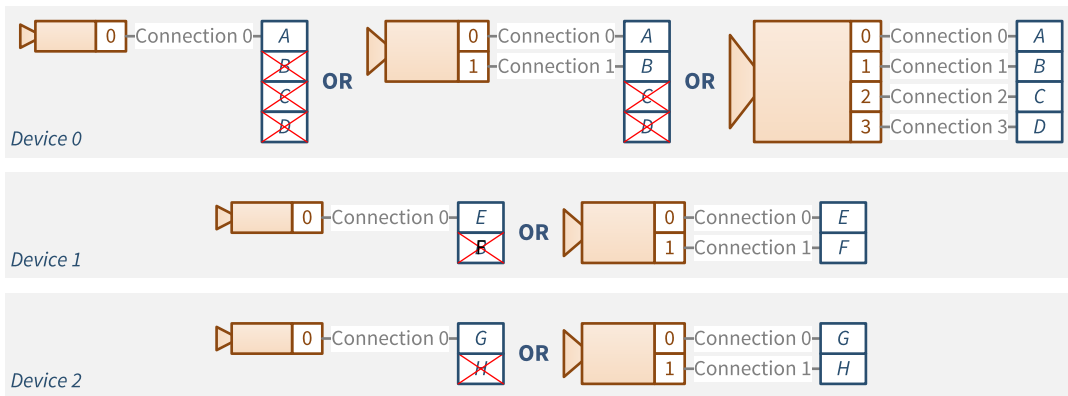 0 Connection 0 A
B
C
D
OR
0 Connection 0 A
1 Connection 1 B
C
D
OR
0 Connection 0 A
1 Connection 1 B
2 Connection 2 C
3 Connection 3 D
Device 0
0 Connection 0 E
OR
0 Connection 0 E
1 Connection 1 F
Device 1
0 Connection 0 G
H
OR
0 Connection 0 G
1 Connection 1 H
Device 2